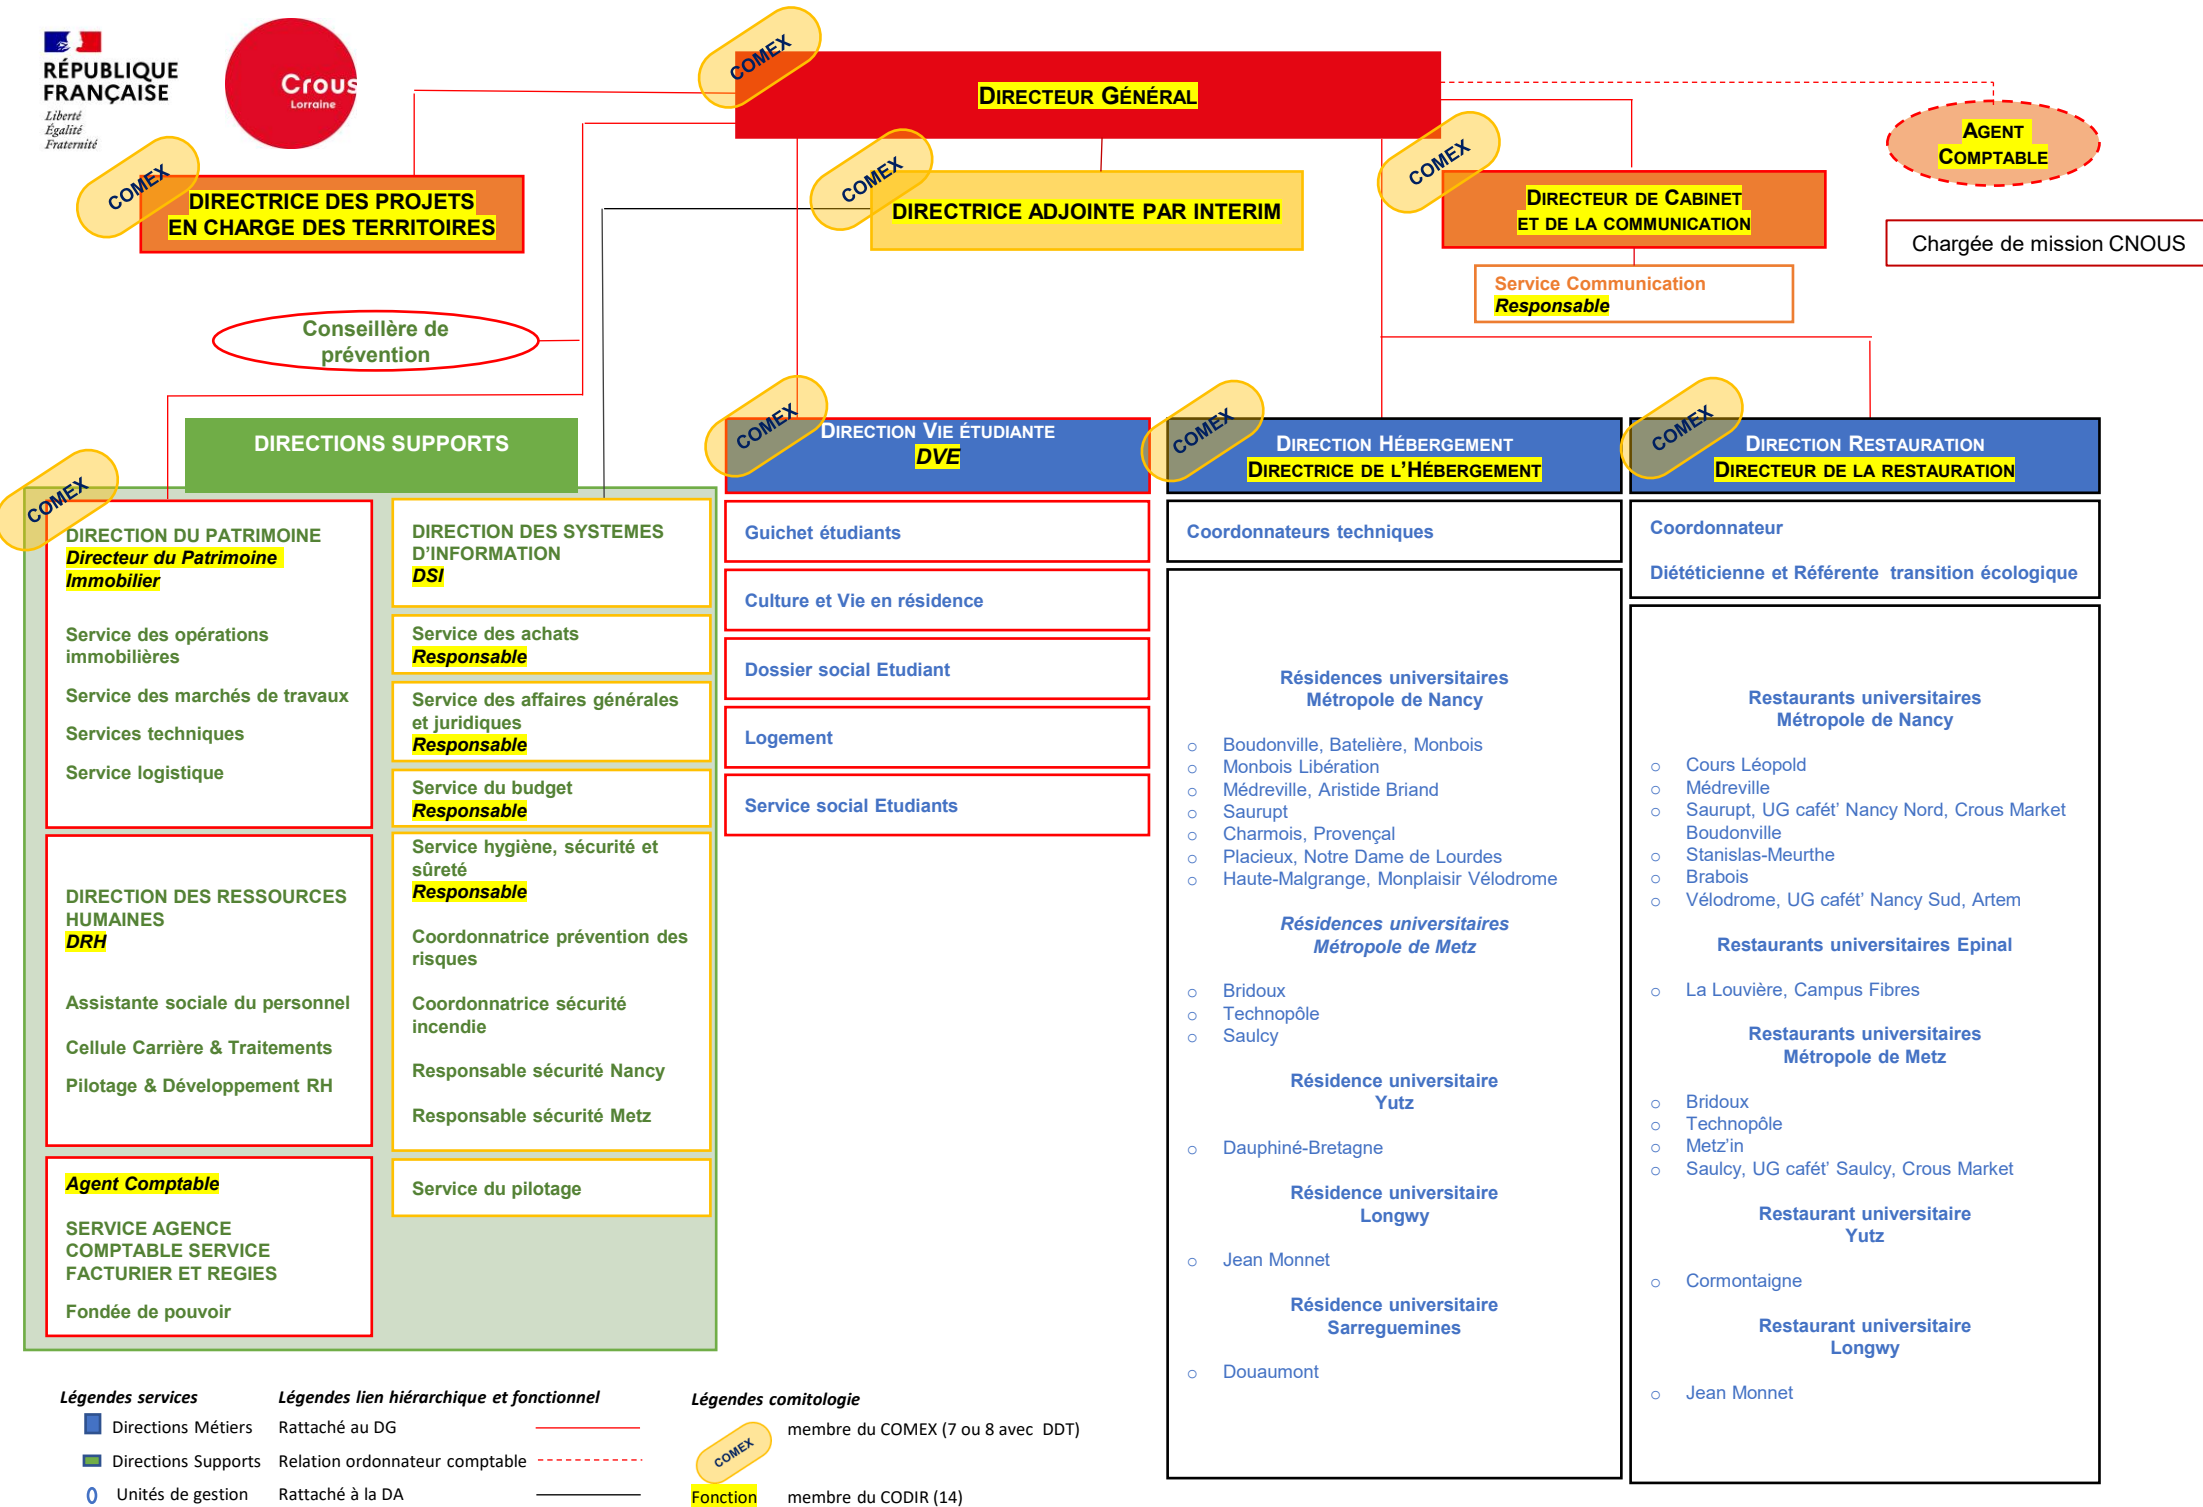 RÉPUBLIQUE
FRANÇAISE
Liberté
Égalité
Fraternité
Crous
Lorraine
COMEX
DIRECTEUR GÉNÉRAL
AGENT
COMPTABLE
COMEX
DIRECTRICE DES PROJETS
EN CHARGE DES TERRITOIRES
COMEX
DIRECTRICE ADJOINTE PAR INTERIM
COMEX
DIRECTEUR DE CABINET
ET DE LA COMMUNICATION
Chargée de mission CNOUS
Service Communication
Responsable
Conseillère de
prévention
DIRECTIONS SUPPORTS
COMEX
DIRECTION DU PATRIMOINE
Directeur du Patrimoine
Immobilier
Service des opérations
immobilières
Service des marchés de travaux
Services techniques
Service logistique
DIRECTION DES RESSOURCES
HUMAINES
DRH
Assistante sociale du personnel
Cellule Carrière & Traitements
Pilotage & Développement RH
Agent Comptable
SERVICE AGENCE
COMPTABLE SERVICE
FACTURIER ET REGIES
Fondée de pouvoir
DIRECTION DES SYSTEMES
D'INFORMATION
DSI
Service des achats
Responsable
Service des affaires générales
et juridiques
Responsable
Service du budget
Responsable
Service hygiène, sécurité et
sûreté
Responsable
Coordonnatrice prévention des
risques
Coordonnatrice sécurité
incendie
Responsable sécurité Nancy
Responsable sécurité Metz
Service du pilotage
COMEX
DIRECTION VIE ÉTUDIANTE
DVE
Guichet étudiants
Culture et Vie en résidence
Dossier social Etudiant
Logement
Service social Etudiants
COMEX
DIRECTION HÉBERGEMENT
DIRECTRICE DE L'HÉBERGEMENT
Coordonnateurs techniques
Résidences universitaires
Métropole de Nancy
o Boudonville, Batelière, Monbois
o Monbois Libération
o Médreville, Aristide Briand
o Saurupt
o Charmois, Provençal
o Placieux, Notre Dame de Lourdes
o Haute-Malgrange, Monplaisir Vélodrome
Résidences universitaires
Métropole de Metz
o Bridoux
o Technopôle
o Saulcy
Résidence universitaire
Yutz
o Dauphiné-Bretagne
Résidence universitaire
Longwy
o Jean Monnet
Résidence universitaire
Sarreguemines
o Douaumont
COMEX
DIRECTION RESTAURATION
DIRECTEUR DE LA RESTAURATION
Coordonnateur
Diététicienne et Référente transition écologique
Restaurants universitaires
Métropole de Nancy
o Cours Léopold
o Médreville
o Saurupt, UG cafét' Nancy Nord, Crous Market
Boudonville
o Stanislas-Meurthe
o Brabois
o Vélodrome, UG cafét' Nancy Sud, Artem
Restaurants universitaires Epinal
o La Louvière, Campus Fibres
Restaurants universitaires
Métropole de Metz
o Bridoux
o Technopôle
o Metz'in
o Saulcy, UG cafét' Saulcy, Crous Market
Restaurant universitaire
Yutz
o Cormontaigne
Restaurant universitaire
Longwy
o Jean Monnet
Légendes services
Directions Métiers
Directions Supports
Unités de gestion
Légendes lien hiérarchique et fonctionnel
Rattaché au DG
Relation ordonnateur comptable
Rattaché à la DA
Légendes comitologie
COMEX
membre du COMEX (7 ou 8 avec DDT)
Fonction membre du CODIR (14)